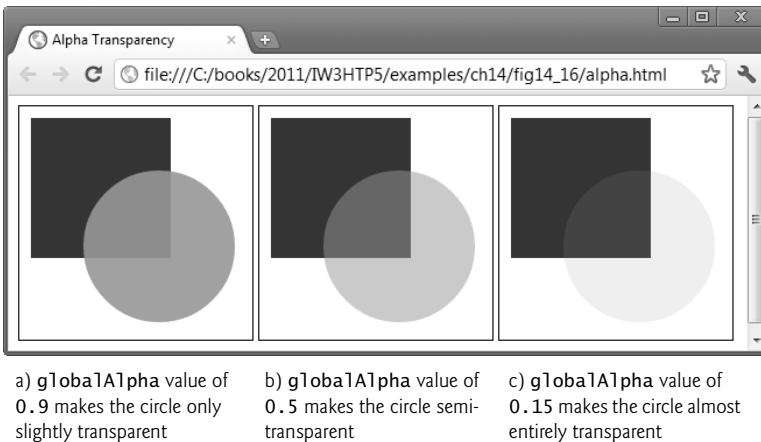 Alpha Transparency
file:///C:/books/2011/IW3HTP5/examples/ch14/fig14_16/alpha.html
a) globalAlpha value of
0.9 makes the circle only
slightly transparent
b) globalAlpha value of
0.5 makes the circle semi-
transparent
c) globalAlpha value of
0.15 makes the circle almost
entirely transparent